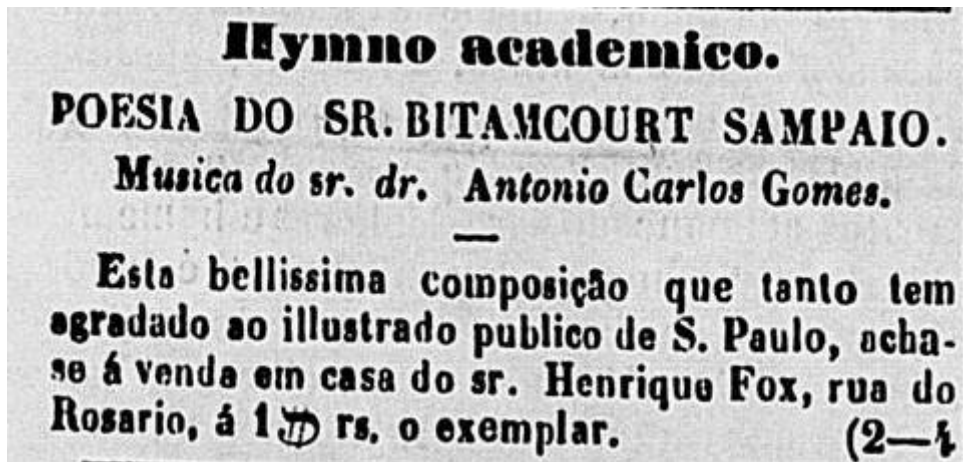 Hymno academico.
POESIA DO SR. BITAMCOURT SAMPAIO.
Musica do sr. dr. Antonio Carlos Gomes.
—
Esta bellissima composição que tanto tem
agradado ao illustrado publico de S. Paulo, acha-
se á venda em casa do sr. Henrique Fox, rua do
Rosario, á 1$ rs. o exemplar. (2—4